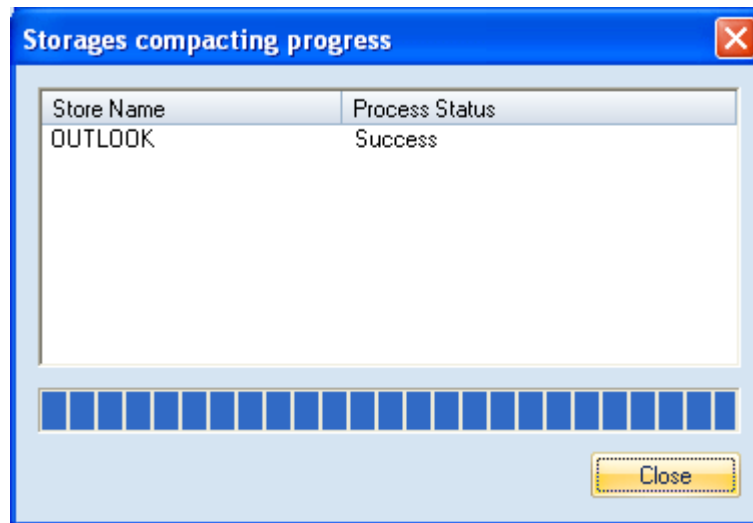 Storages compacting progress
Store Name Process Status
OUTLOOK Success
Close